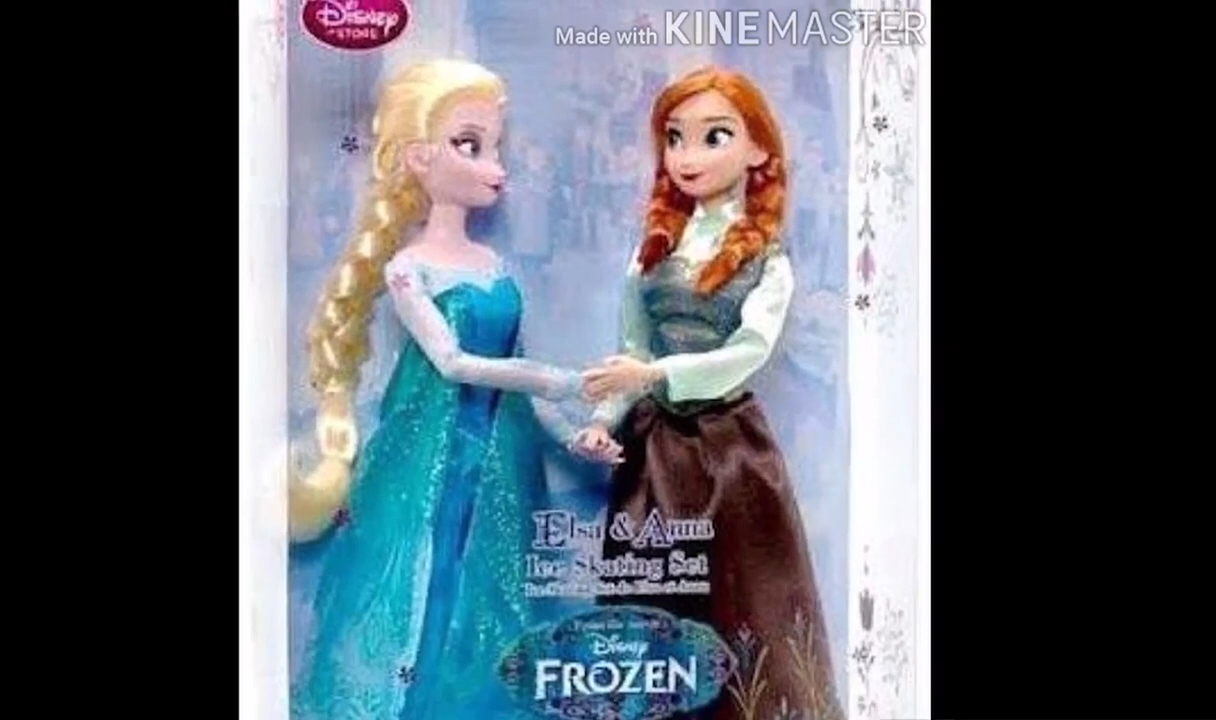 Disney
STORE
Made with KINEMASTER
Elsa & Anna
Ice Skating Set
Disney
FROZEN